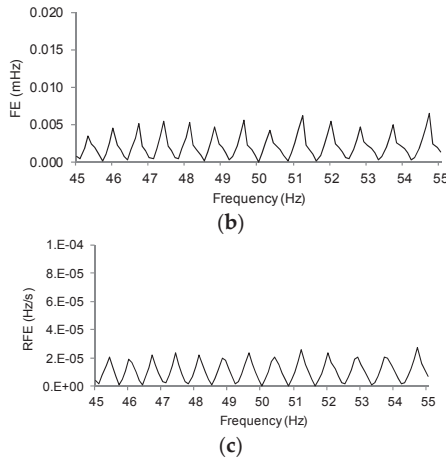 0.020
0.015
0.010
0.005
0.000
FE (mHz)
45 46 47 48 49 50 51 52 53 54 55
Frequency (Hz)
(b)
1.E-04
8.E-05
6.E-05
4.E-05
2.E-05
0.E+00
RFE (Hz/s)
45 46 47 48 49 50 51 52 53 54 55
Frequency (Hz)
(c)